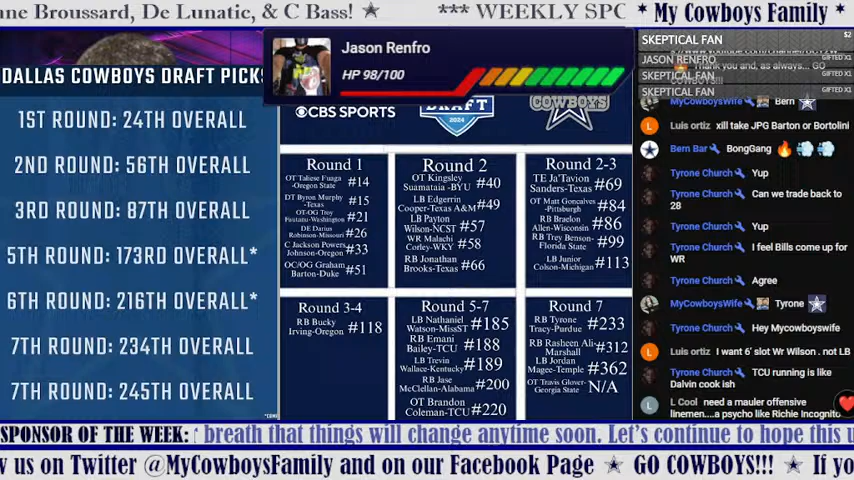 ne Broussard, De Lunatic, & C Bass! ★ *** WEEKLY SPO
* My Cowboys Family *
DALLAS COWBOYS DRAFT PICKS
1ST ROUND: 24TH OVERALL
2ND ROUND: 56TH OVERALL
3RD ROUND: 87TH OVERALL
5TH ROUND: 173RD OVERALL*
6TH ROUND: 216TH OVERALL*
7TH ROUND: 234TH OVERALL
7TH ROUND: 245TH OVERALL
Jason Renfro
HP 98/100
CBS SPORTS
DRAFT
2024
COWBOYS
Round 1
OT Taliese Fuaga
-Oregon State #14
DT Byron Murphy
-Texas #15
OT-OG Troy
Fautanu-Washington #21
DE Darius
Robinson-Missouri #26
C Jackson Powers
Johnson-Oregon #33
OC/OG Graham
Barton-Duke #51
Round 2
OT Kingsley
Suamataia -BYU #40
LB Edgerrin
Cooper-Texas A&M #49
LB Payton
Wilson-NCST #57
WR Malachi
Corley-WKY #58
RB Jonathan
Brooks-Texas #66
Round 2-3
TE Ja'Tavion
Sanders-Texas #69
OT Matt Goncalves
-Pittsburgh #84
RB Braelon
Allen-Wisconsin #86
RB Trey Benson-
Florida State #99
LB Junior
Colson-Michigan #113
Round 3-4
RB Bucky
Irving-Oregon #118
Round 5-7
LB Nathaniel
Watson-MissST #185
RB Emani
Bailey-TCU #188
LB Trevin
Wallace-Kentucky #189
RB Jase
McClellan-Alabama #200
OT Brandon
Coleman-TCU #220
Round 7
RB Tyrone
Tracy-Purdue #233
RB Rasheen Ali-
Marshall #312
LB Jordan
Magee-Temple #362
OT Travis Glover-
Georgia State N/A
SKEPTICAL FAN $2
JASON RENFRO GIFTED X1
Thank you and, as always... GO
SKEPTICAL FAN GIFTED X1
SKEPTICAL FAN GIFTED X1
MyCowboysWife Bern
Luis ortiz xill take JPG Barton or Bortolini
Bern Bar BongGang
Tyrone Church Yup
Tyrone Church Can we trade back to
28
Tyrone Church Yup
Tyrone Church I feel Bills come up for
WR
Tyrone Church Agree
MyCowboysWife Tyrone
Tyrone Church Hey Mycowboyswife
Luis ortiz I want 6' slot Wr Wilson . not LB
Tyrone Church TCU running is like
Dalvin cook ish
L Cool need a mauler offensive
linemen....a psycho like Richie Incognito
SPONSOR OF THE WEEK: r breath that things will change anytime soon. Let's continue to hope this u
w us on Twitter @MyCowboysFamily and on our Facebook Page ★ GO COWBOYS!!! ★ If yo